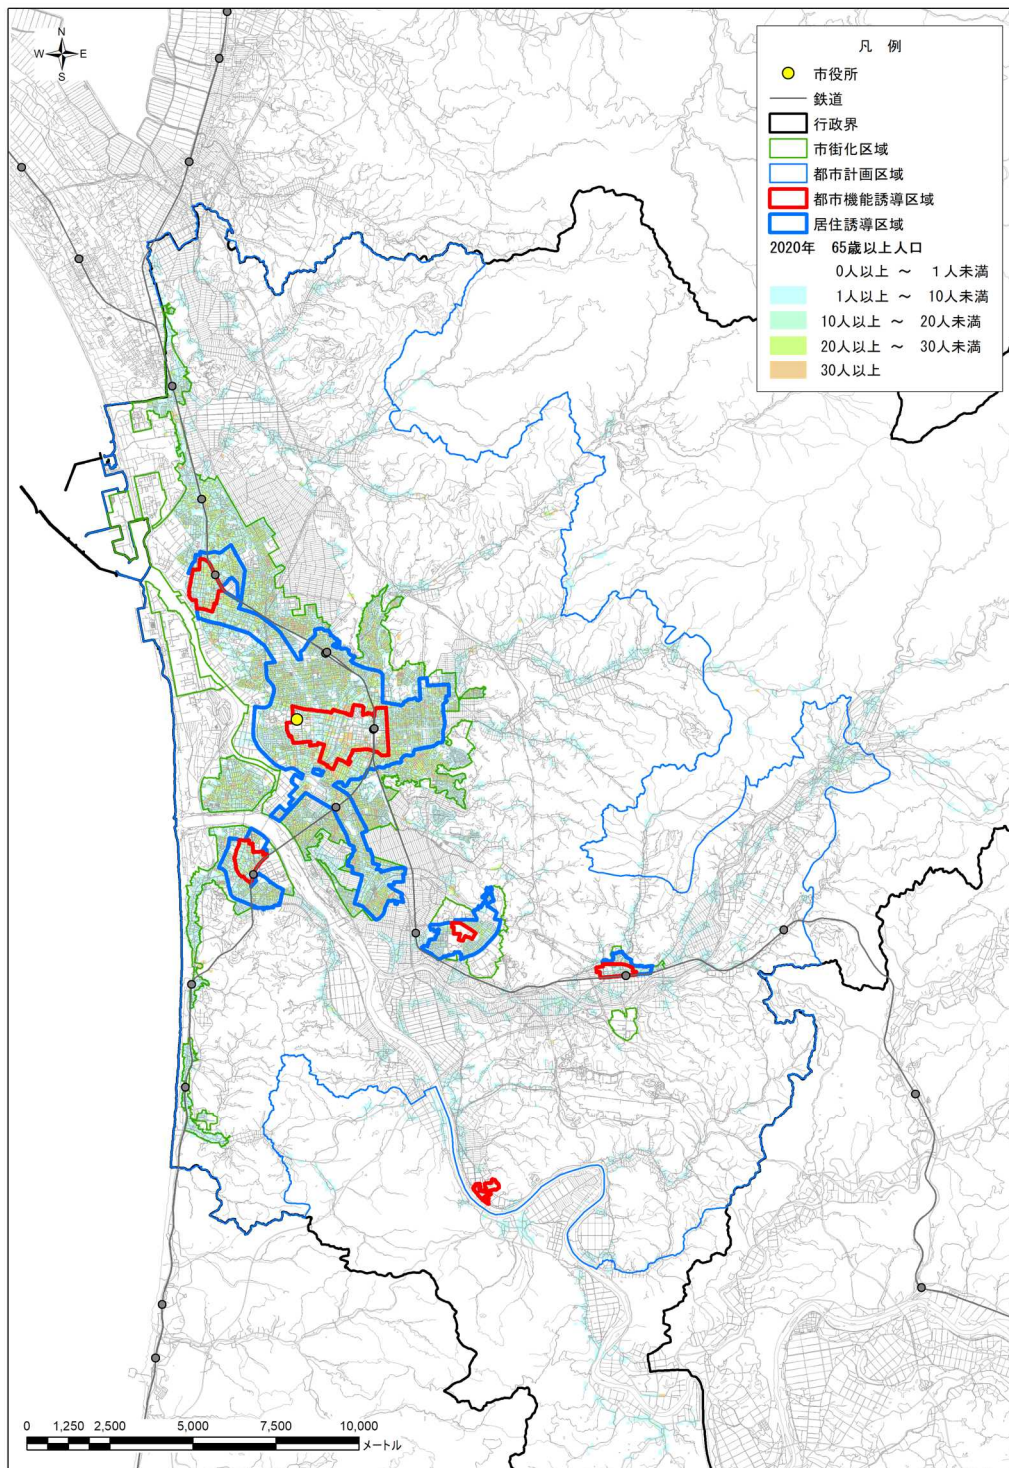 N
W E
S
凡 例
市役所
鉄道
行政界
市街化区域
都市計画区域
都市機能誘導区域
居住誘導区域
2020年 65歳以上人口
0人以上 ~ 1人未満
1人以上 ~ 10人未満
10人以上 ~ 20人未満
20人以上 ~ 30人未満
30人以上
0 1,250 2,500 5,000 7,500 10,000
メートル